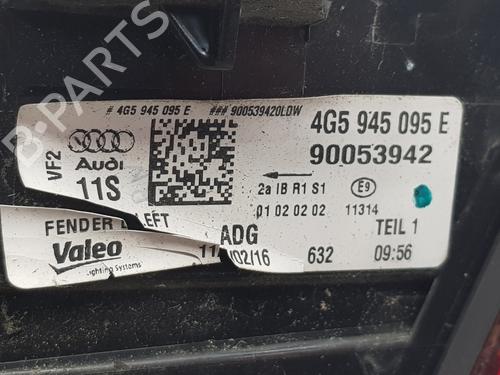 # 4G5 945 095 E ### 900539420LDW
VF2
Audi
11S
4G5 945 095 E
90053942
2a IB R1 S1
E9
01 02 02 02
11314
FENDER LEFT
Valeo
Lighting Systems
ADG
11/02/16
632
TEIL 1
09:56
B-PARTS